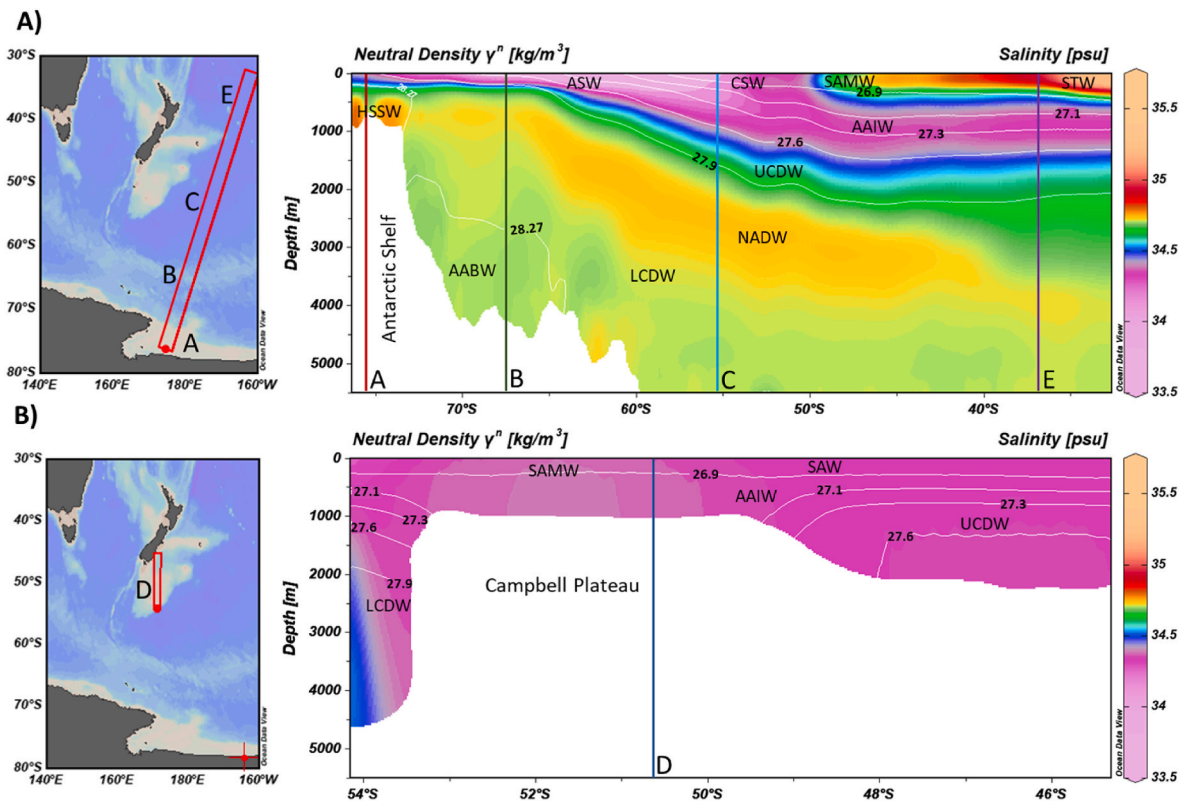 A)
30°S
40°S
50°S
60°S
70°S
80°S
140°E
160°E
180°E
160°W
E
C
B
A
Ocean Data View
Neutral Density γⁿ [kg/m³]
Salinity [psu]
0
1000
2000
3000
4000
5000
Depth [m]
70°S
60°S
50°S
40°S
HSSW
28.27
ASW
CSW
SAMW
STW
26.9
27.1
AAIW
27.3
27.6
27.9
UCDW
NADW
28.27
AABW
LCDW
Antarctic Shelf
A
B
C
E
35.5
35
34.5
34
33.5
Ocean Data View
B)
30°S
40°S
50°S
60°S
70°S
80°S
140°E
160°E
180°E
160°W
D
Ocean Data View
Neutral Density γⁿ [kg/m³]
Salinity [psu]
0
1000
2000
3000
4000
5000
Depth [m]
54°S
52°S
50°S
48°S
46°S
SAMW
26.9
SAW
27.1
AAIW
27.1
27.3
27.3
27.6
UCDW
27.6
27.9
LCDW
Campbell Plateau
D
35.5
35
34.5
34
33.5
Ocean Data View